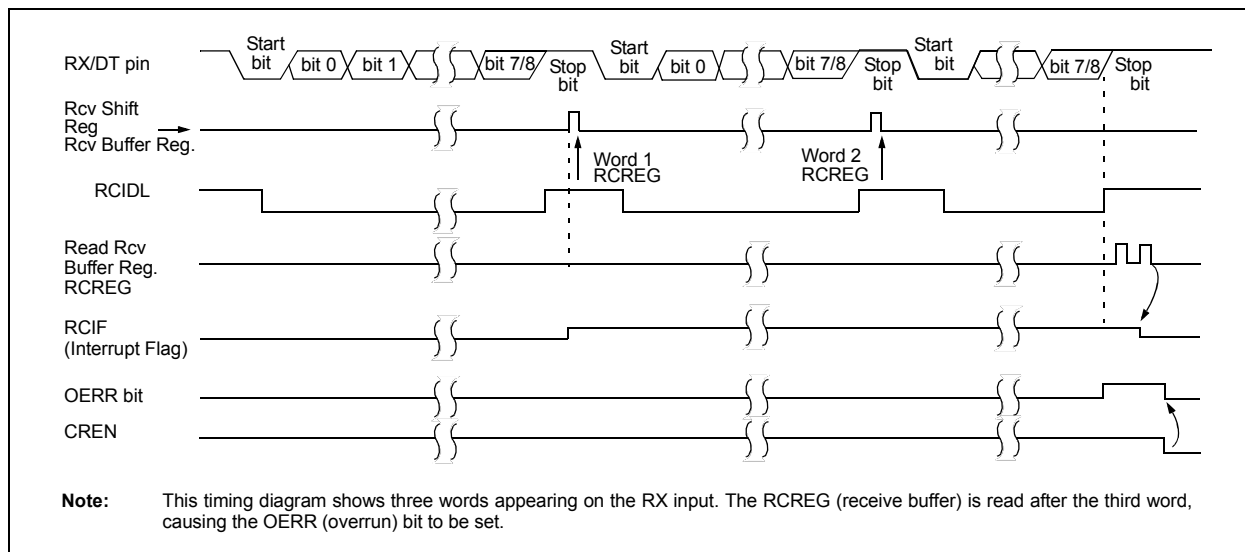 Start bit
bit 0
bit 1
bit 7/8
Stop bit
Start bit
bit 0
bit 7/8
Stop bit
Start bit
bit 7/8
Stop bit
RX/DT pin
Rcv Shift
Reg
Rcv Buffer Reg.
Word 1
RCREG
Word 2
RCREG
RCIDL
Read Rcv
Buffer Reg.
RCREG
RCIF
(Interrupt Flag)
OERR bit
CREN
Note: This timing diagram shows three words appearing on the RX input. The RCREG (receive buffer) is read after the third word,
causing the OERR (overrun) bit to be set.